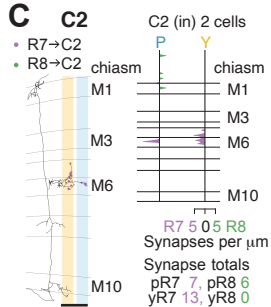 C
C2
R7→C2
R8→C2
chiasm
M1
M3
M6
M10
C2 (in) 2 cells
P Y
chiasm
M1
M3
M6
M10
R7 5 0 5 R8
Synapses per μm
Synapse totals
pR7 7, pR8 6
yR7 13, yR8 0